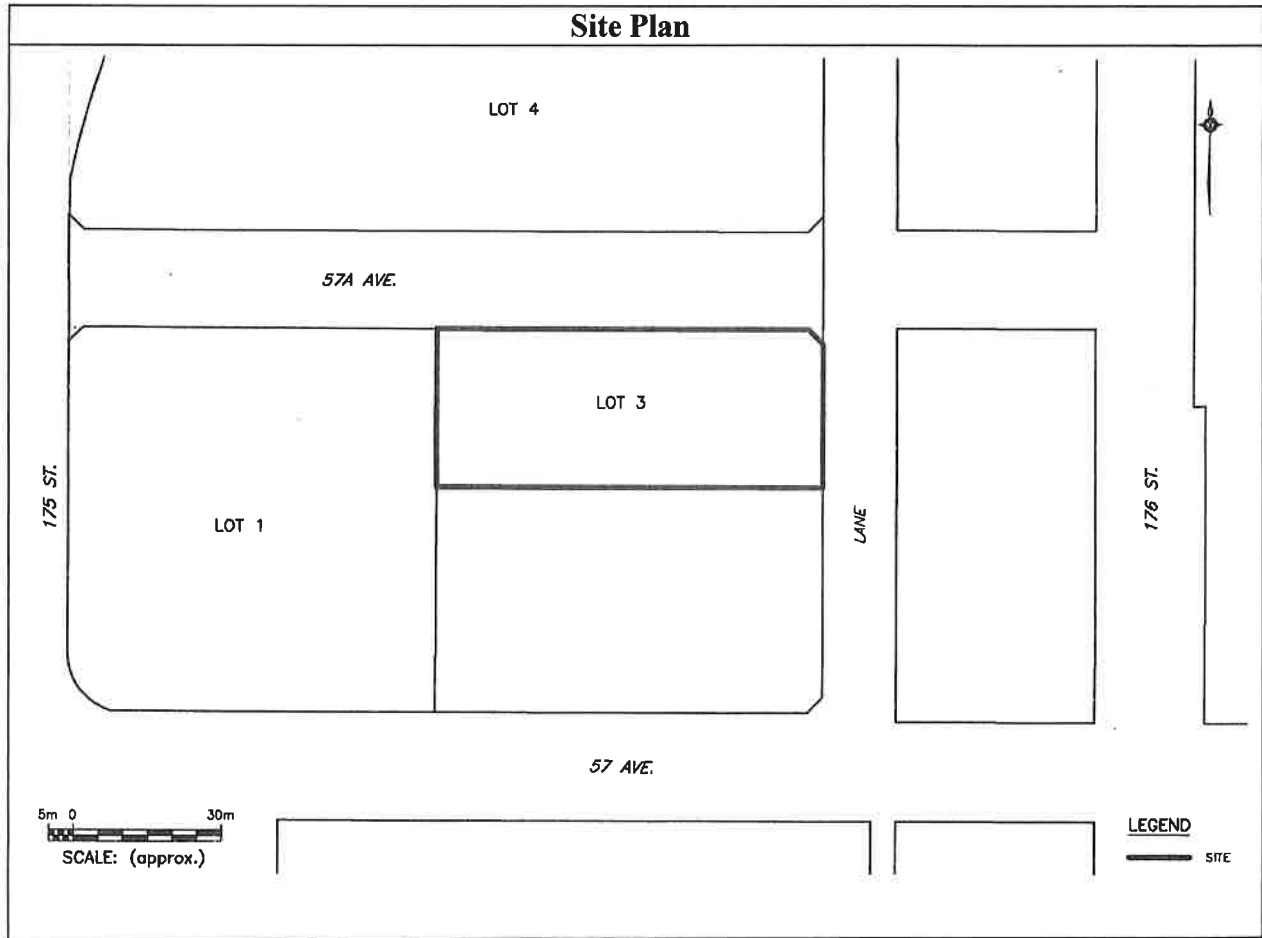 Site Plan
LOT 4
57A AVE.
LOT 3
175 ST.
LOT 1
LANE
176 ST.
57 AVE.
5m 0 30m
SCALE: (approx.)
LEGEND
SITE